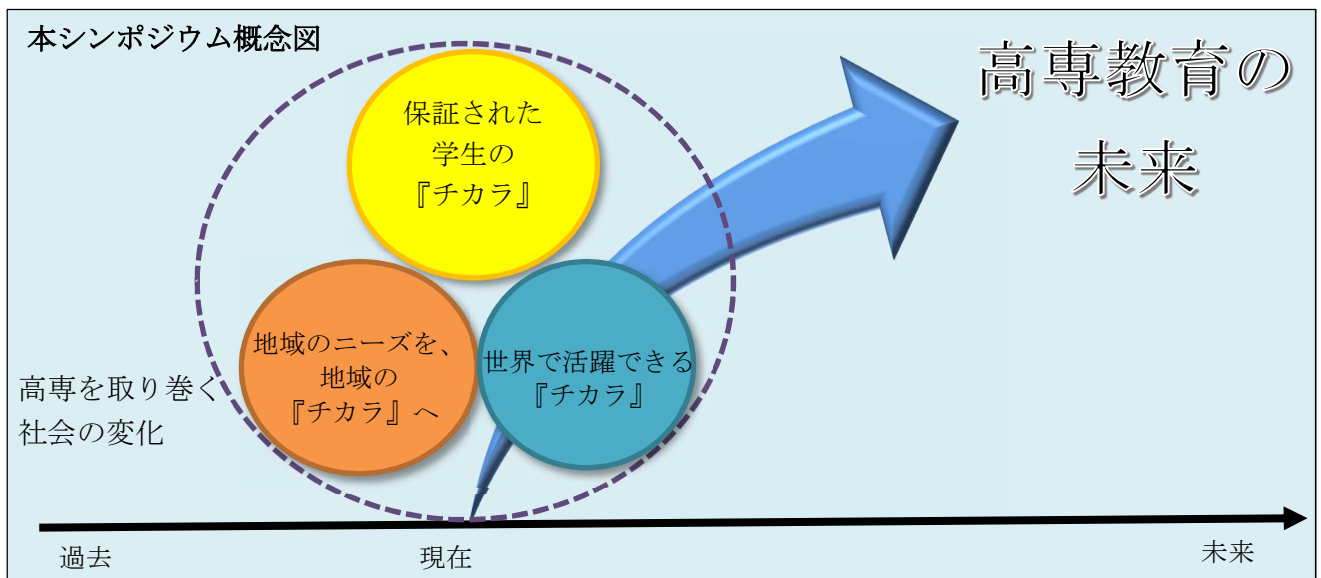 本シンポジウム概念図
高専教育の
未来
保証された
学生の
『チカラ』
地域のニーズを、
地域の
『チカラ』へ
世界で活躍できる
『チカラ』
高専を取り巻く
社会の変化
過去
現在
未来